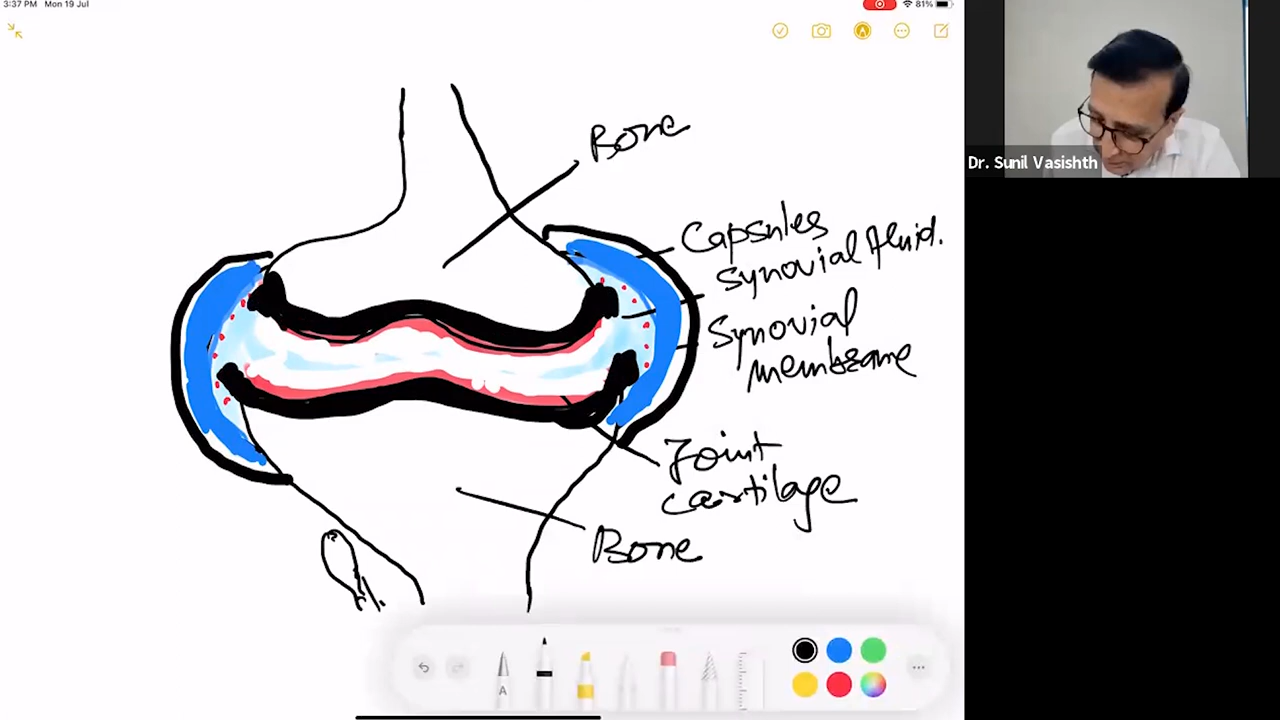 3:37 PM Mon 19 Jul
81%
Bone
Capsules
Synovial fluid.
Synovial
membrane
Joint
cartilage
Bone
A
Dr. Sunil Vasishth